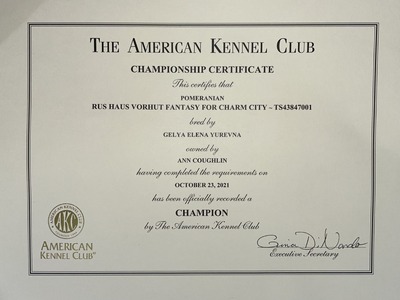 THE AMERICAN KENNEL CLUB
CHAMPIONSHIP CERTIFICATE
This certifies that
POMERANIAN
RUS HAUS VORHUT FANTASY FOR CHARM CITY – TS43847001
bred by
GELYA ELENA YUREVNA
owned by
ANN COUGHLIN
having completed the requirements on
OCTOBER 23, 2021
has been officially recorded a
CHAMPION
by The American Kennel Club
AKC
AMERICAN
KENNEL CLUB
Executive Secretary